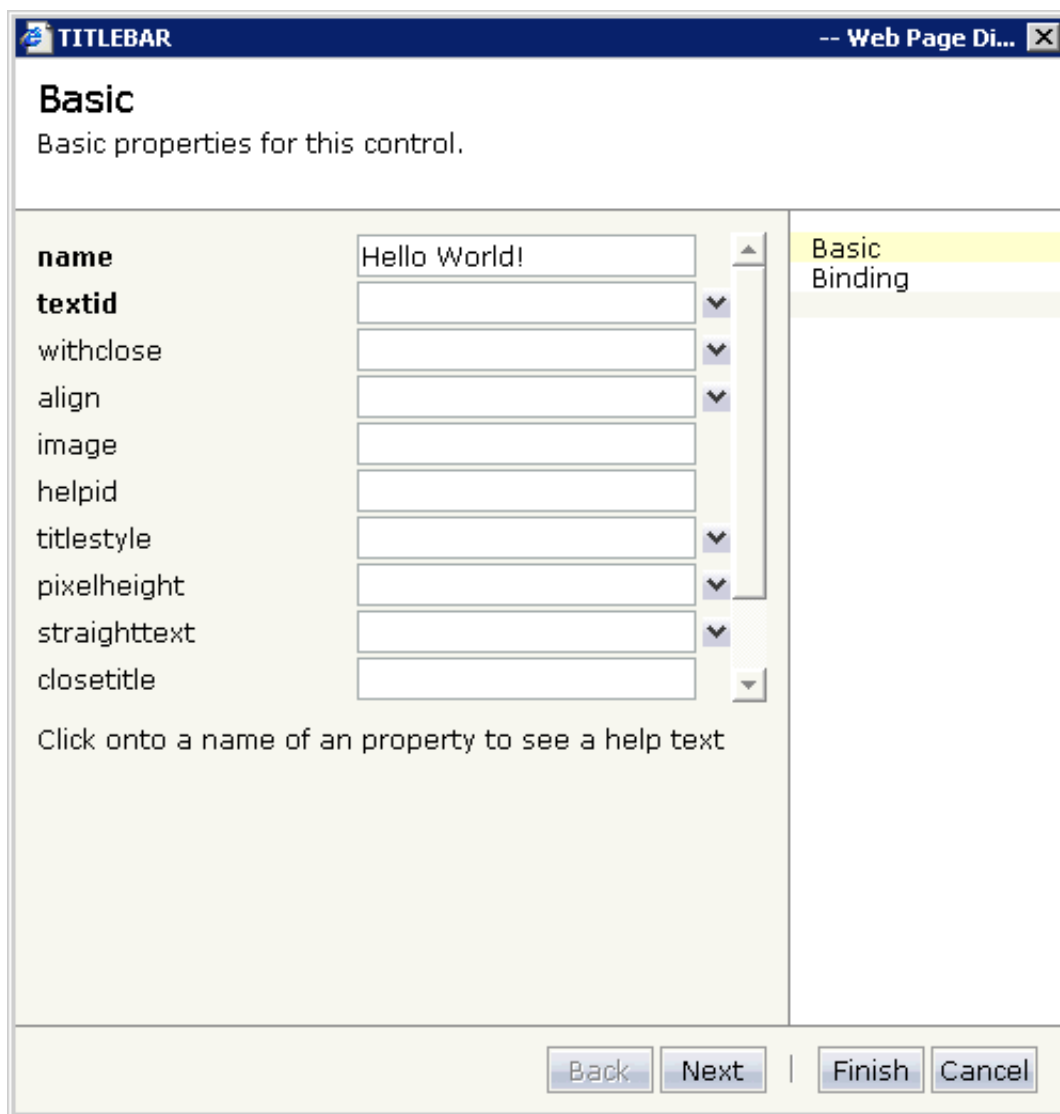 TITLEBAR -- Web Page Di...
Basic
Basic properties for this control.
name Hello World!
textid
withclose
align
image
helpid
titlestyle
pixelheight
straighttext
closetitle
Click onto a name of an property to see a help text
Basic
Binding
Back Next | Finish Cancel